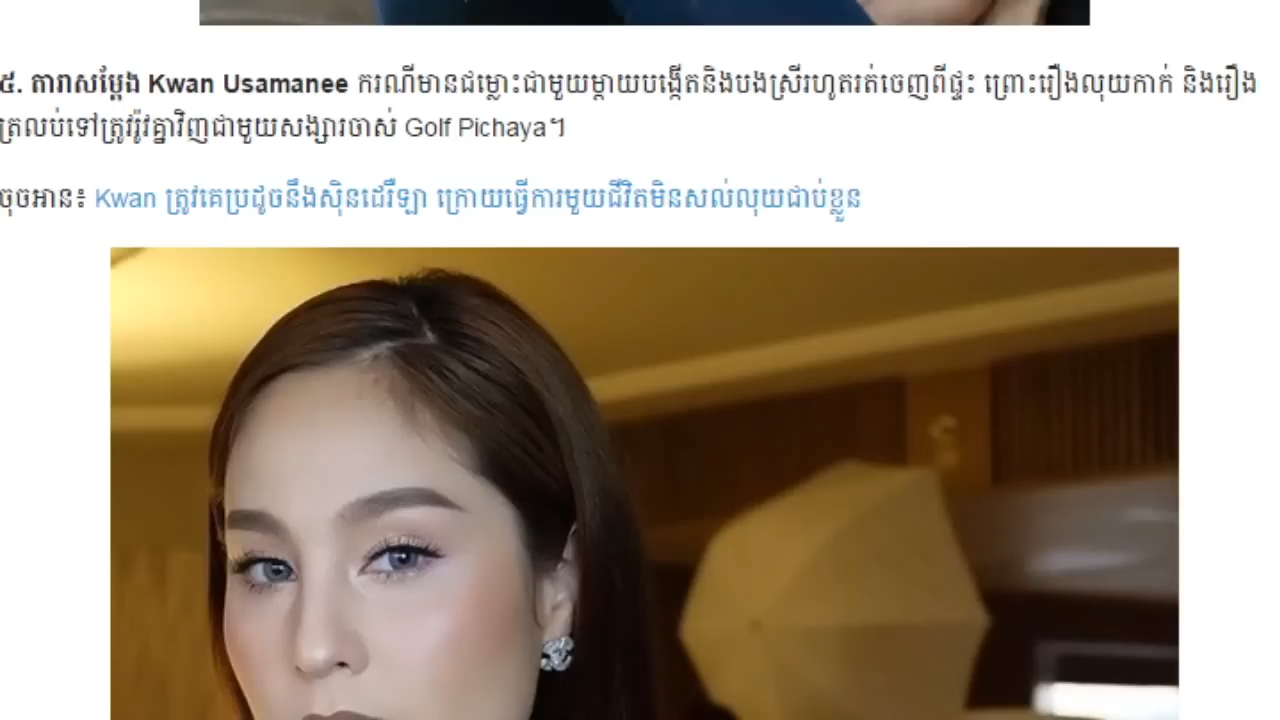 ៥. តារាសម្ដែង Kwan Usamanee ករណីមានជម្លោះជាមួយម្ដាយបង្កើតនិងបងស្រីរហូតរត់ចេញពីផ្ទះ ព្រោះរឿងលុយកាក់ និងរឿង
ត្រលប់ទៅត្រូវរ៉ូវគ្នាវិញជាមួយសង្សារចាស់ Golf Pichaya។
ចុចអាន៖ Kwan ត្រូវគេប្រដូចនឹងស៊ិនដេរីឡា ក្រោយធ្វើការមួយជីវិតមិនសល់លុយជាប់ខ្លួន